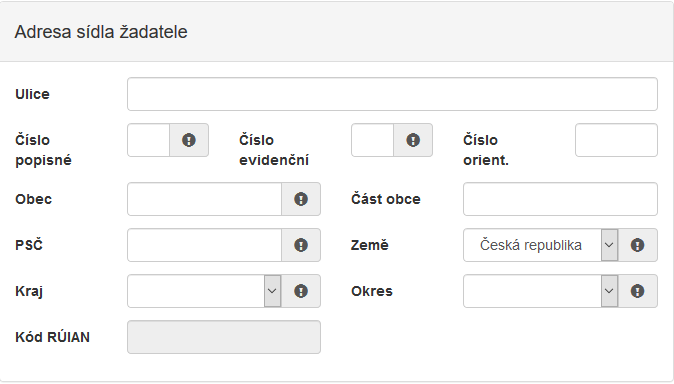 Adresa sídla žadatele
Ulice
Číslo popisné
Číslo evidenční
Číslo orient.
Obec
Část obce
PSČ
Země
Česká republika
Kraj
Okres
Kód RÚIAN